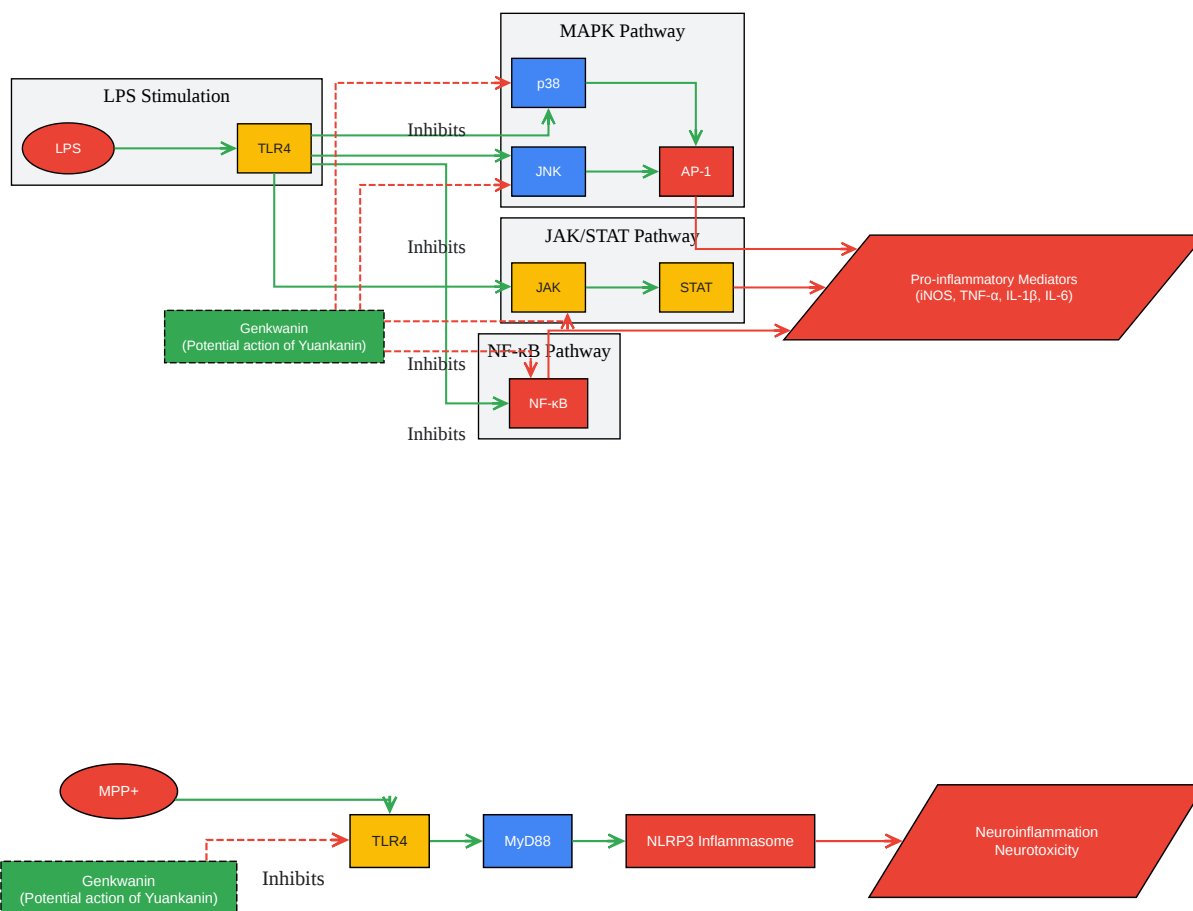 MAPK Pathway
p38
LPS Stimulation
Inhibits
LPS
TLR4
JNK
AP-1
JAK/STAT Pathway
Inhibits
JAK
STAT
Pro-inflammatory Mediators
(iNOS, TNF-α, IL-1β, IL-6)
Genkwanin
(Potential action of Yuankanin)
NF-κB Pathway
Inhibits
NF-κB
Inhibits
MPP+
TLR4
MyD88
NLRP3 Inflammasome
Neuroinflammation
Neurotoxicity
Genkwanin
(Potential action of Yuankanin)
Inhibits